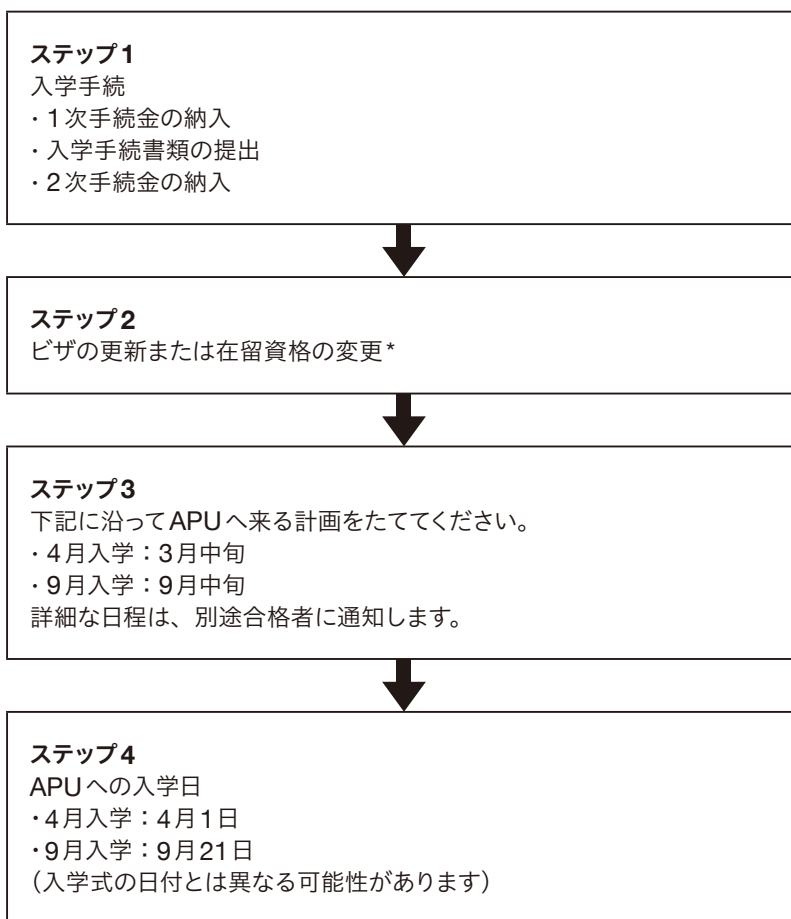 ステップ1
入学手続
・1次手続金の納入
・入学手続書類の提出
・2次手続金の納入
ステップ2
ビザの更新または在留資格の変更*
ステップ3
下記に沿ってAPUへ来る計画をたててください。
・4月入学：3月中旬
・9月入学：9月中旬
詳細な日程は、別途合格者に通知します。
ステップ4
APUへの入学日
・4月入学：4月1日
・9月入学：9月21日
（入学式の日付とは異なる可能性があります）